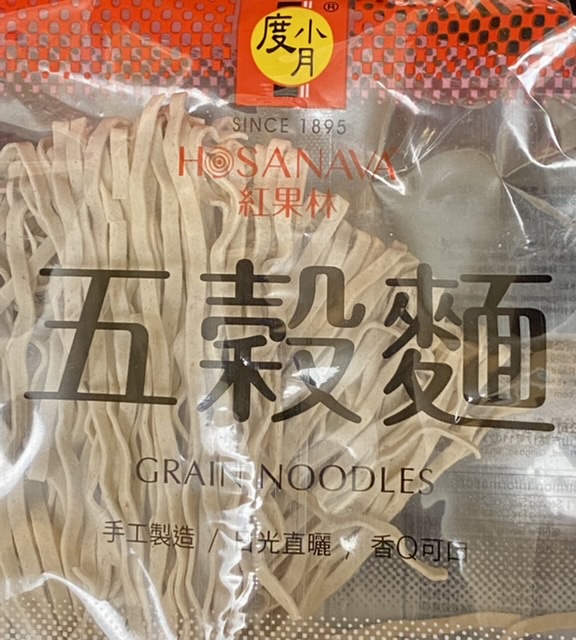 度小月®
SINCE 1895
HOSANAVA
紅果林
五穀麵
GRAIN NOODLES
手工製造 / 日光直曬 / 香Q可口